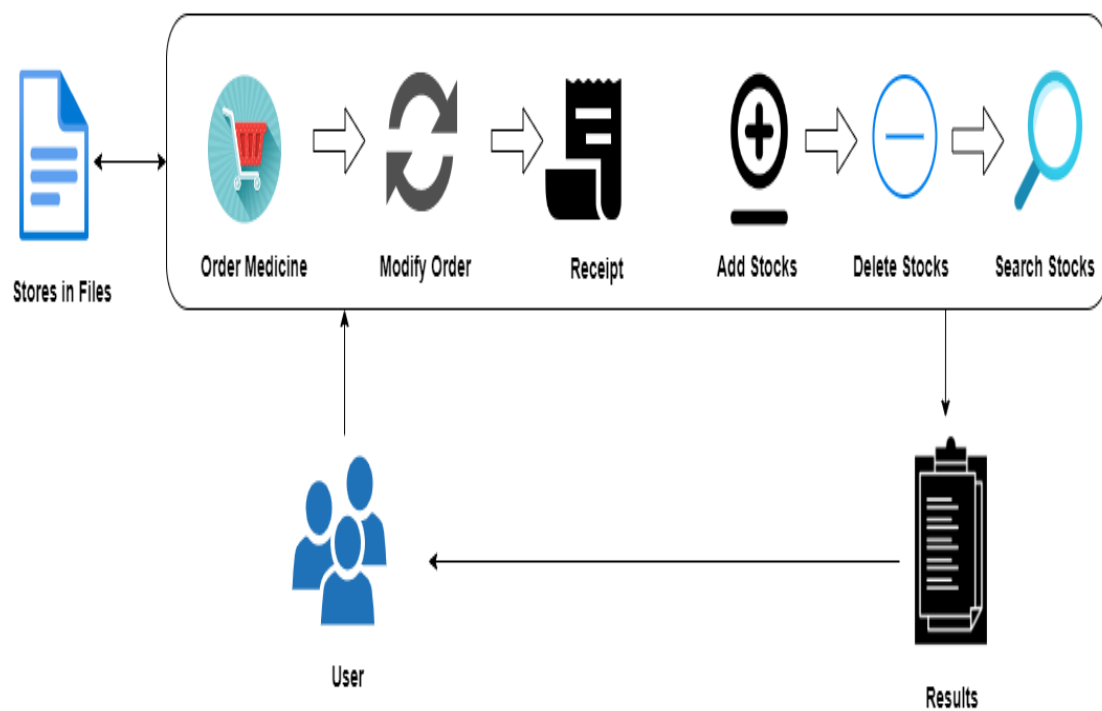 Order Medicine
Modify Order
Receipt
Add Stocks
Delete Stocks
Search Stocks
Stores in Files
User
Results